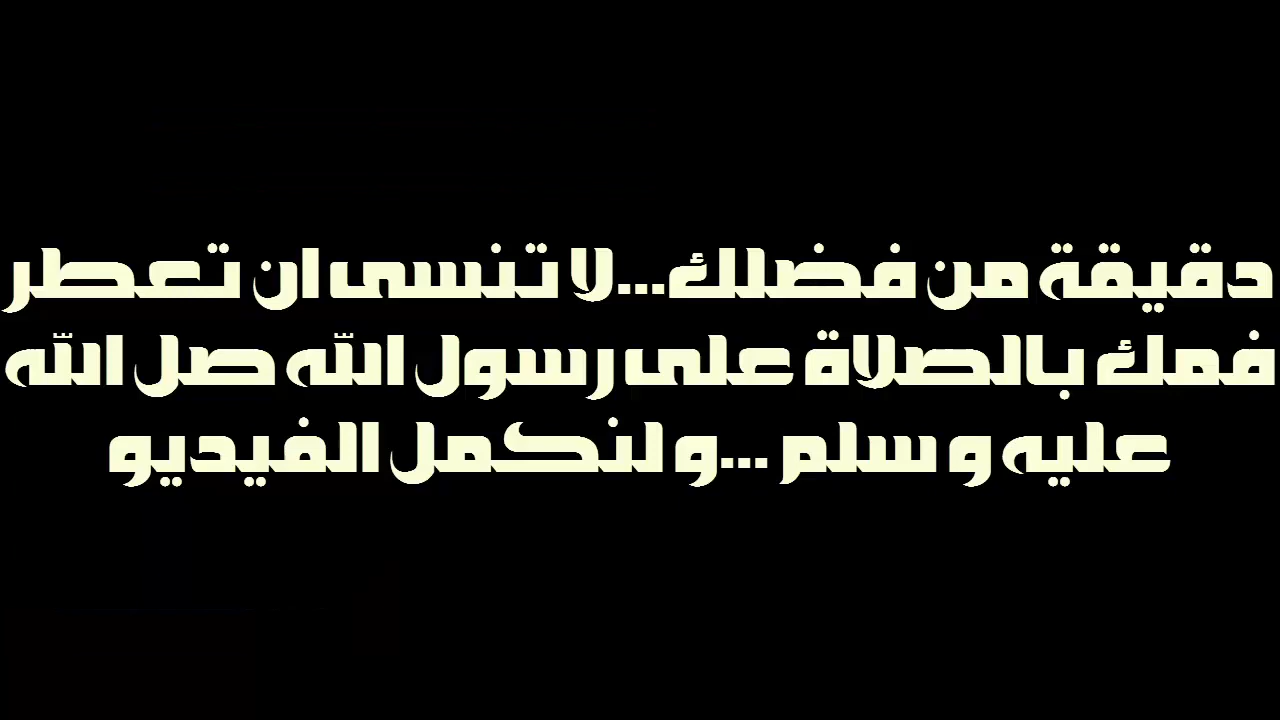 دقيقة من فضلك...لا تنسى ان تعطر
فمك بالصلاة على رسول الله صل الله
عليه و سلم ...و لنكمل الفيديو